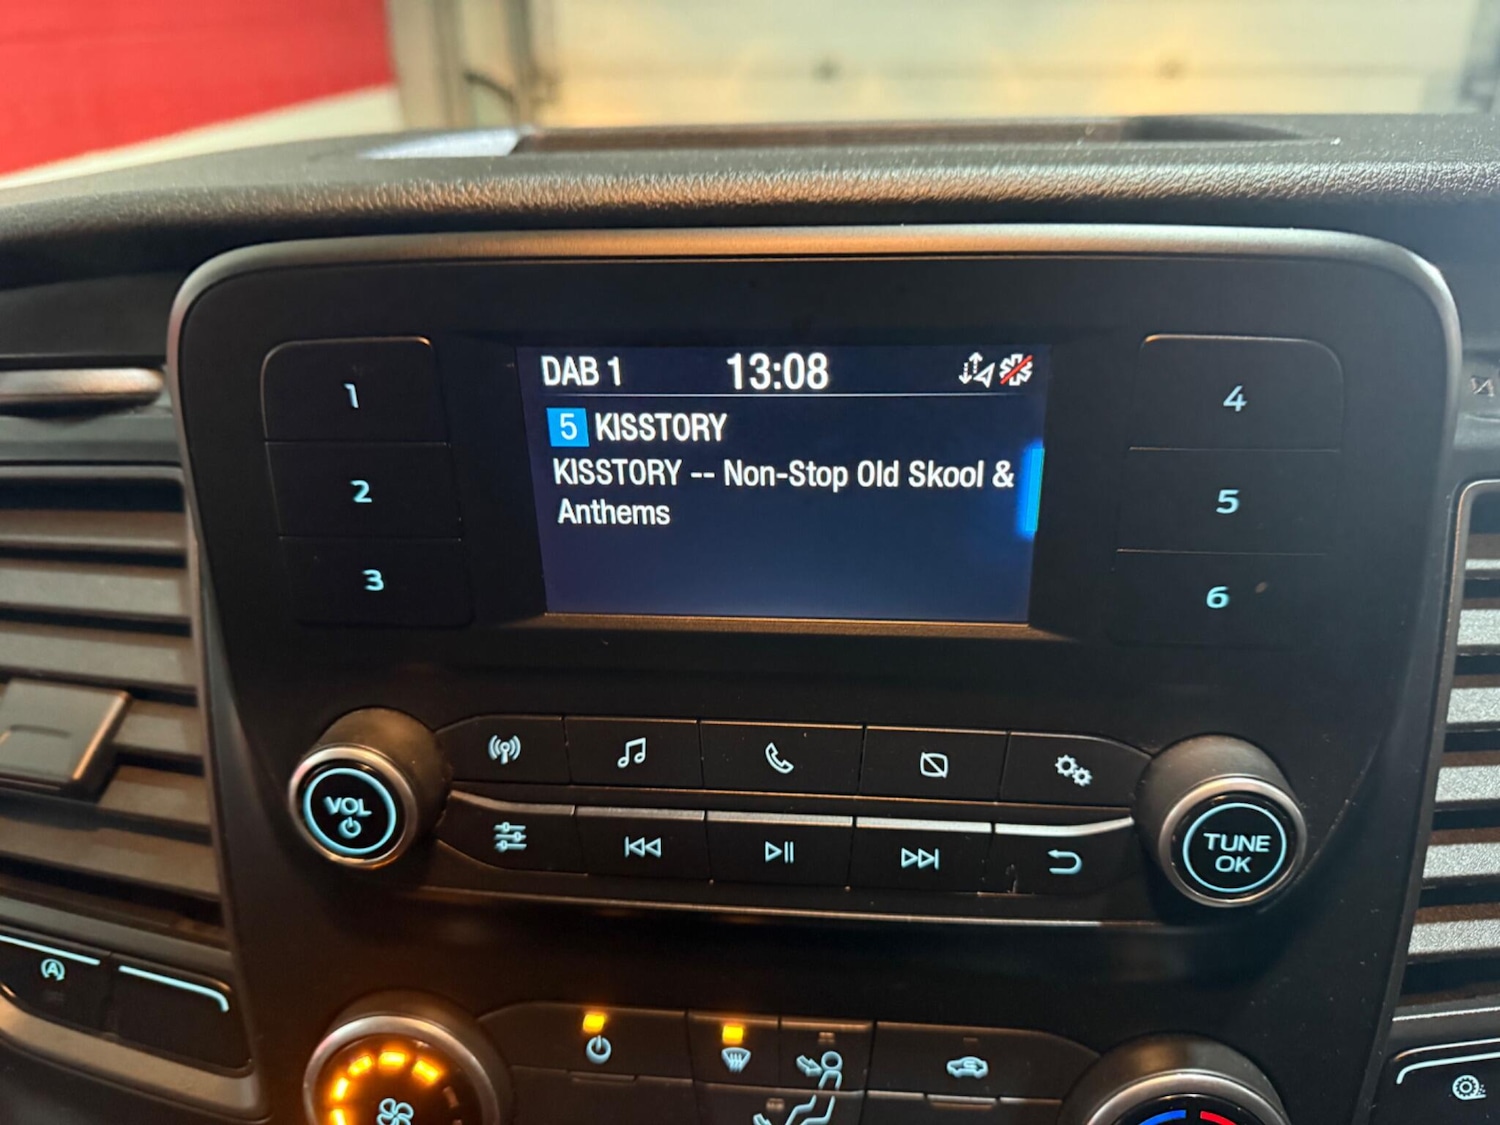 DAB 1 13:08
5 KISSTORY
KISSTORY -- Non-Stop Old Skool &
Anthems
1
2
3
4
5
6
VOL
TUNE
OK
A